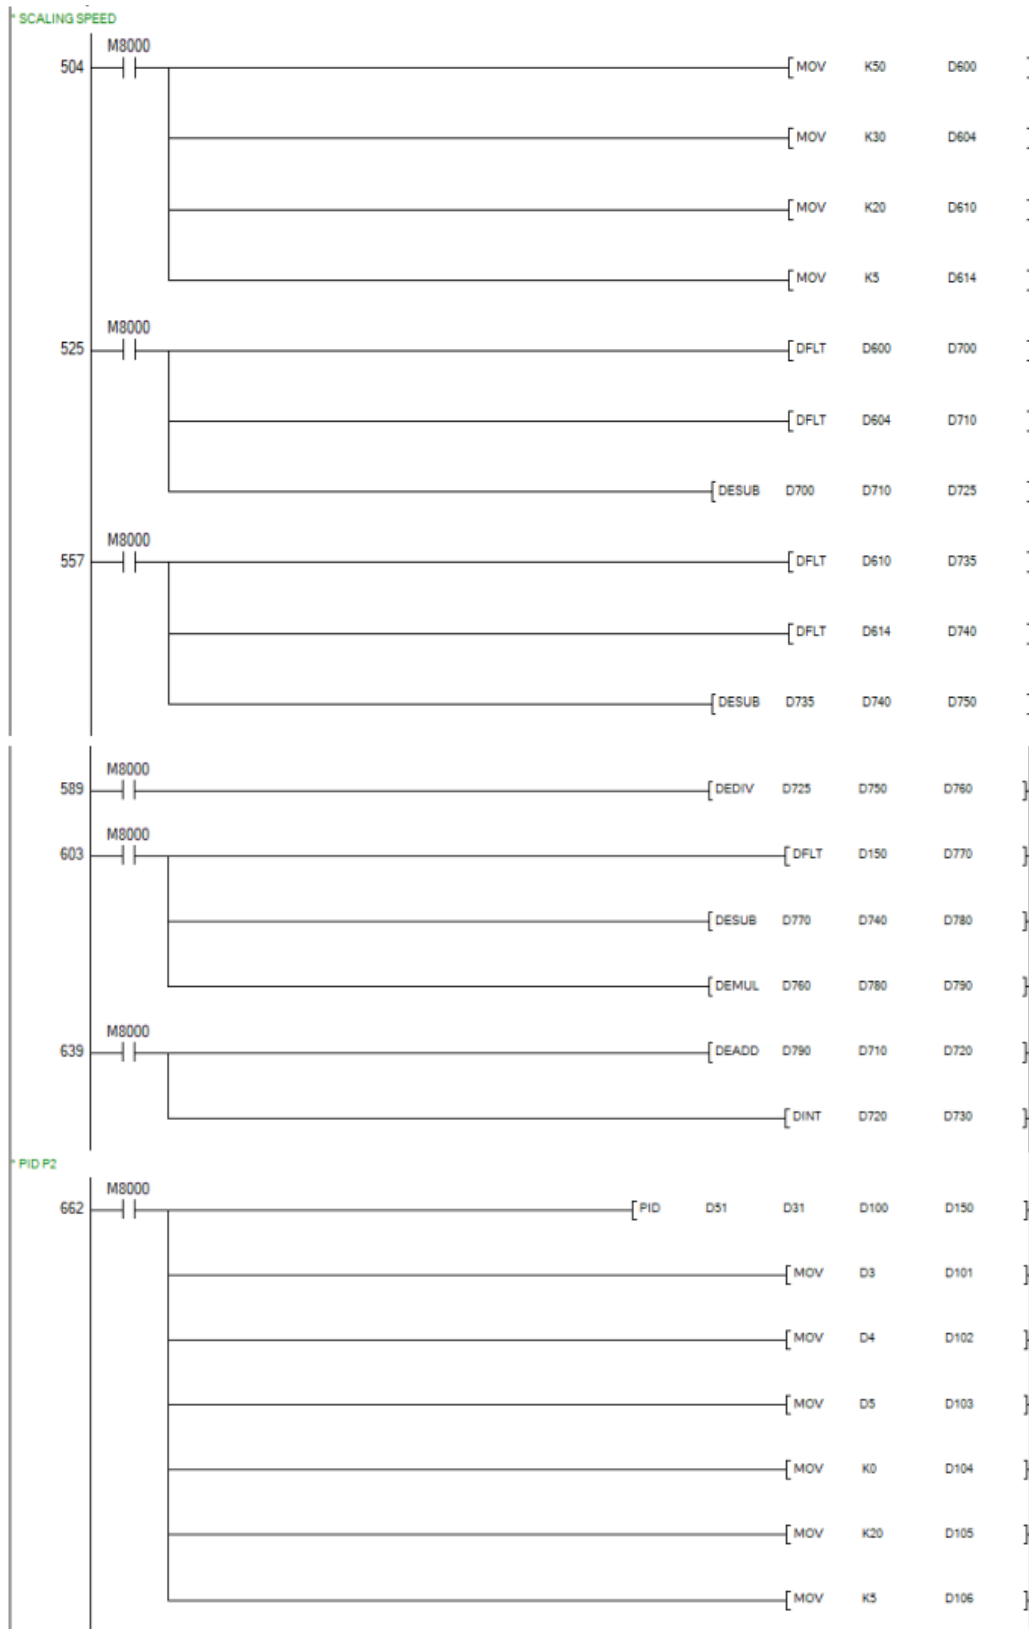 * SCALING SPEED
M8000
504 [ MOV K50 D600 ]
[ MOV K30 D604 ]
[ MOV K20 D610 ]
[ MOV K5 D614 ]
M8000
525 [ DFLT D600 D700 ]
[ DFLT D604 D710 ]
[ DESUB D700 D710 D725 ]
M8000
557 [ DFLT D610 D735 ]
[ DFLT D614 D740 ]
[ DESUB D735 D740 D750 ]
M8000
589 [ DEDIV D725 D750 D760 ]
M8000
603 [ DFLT D150 D770 ]
[ DESUB D770 D740 D780 ]
[ DEMUL D760 D780 D790 ]
M8000
639 [ DEADD D790 D710 D720 ]
[ DINT D720 D730 ]
* PID P2
M8000
662 [ PID D51 D31 D100 D150 ]
[ MOV D3 D101 ]
[ MOV D4 D102 ]
[ MOV D5 D103 ]
[ MOV K0 D104 ]
[ MOV K20 D105 ]
[ MOV K5 D106 ]